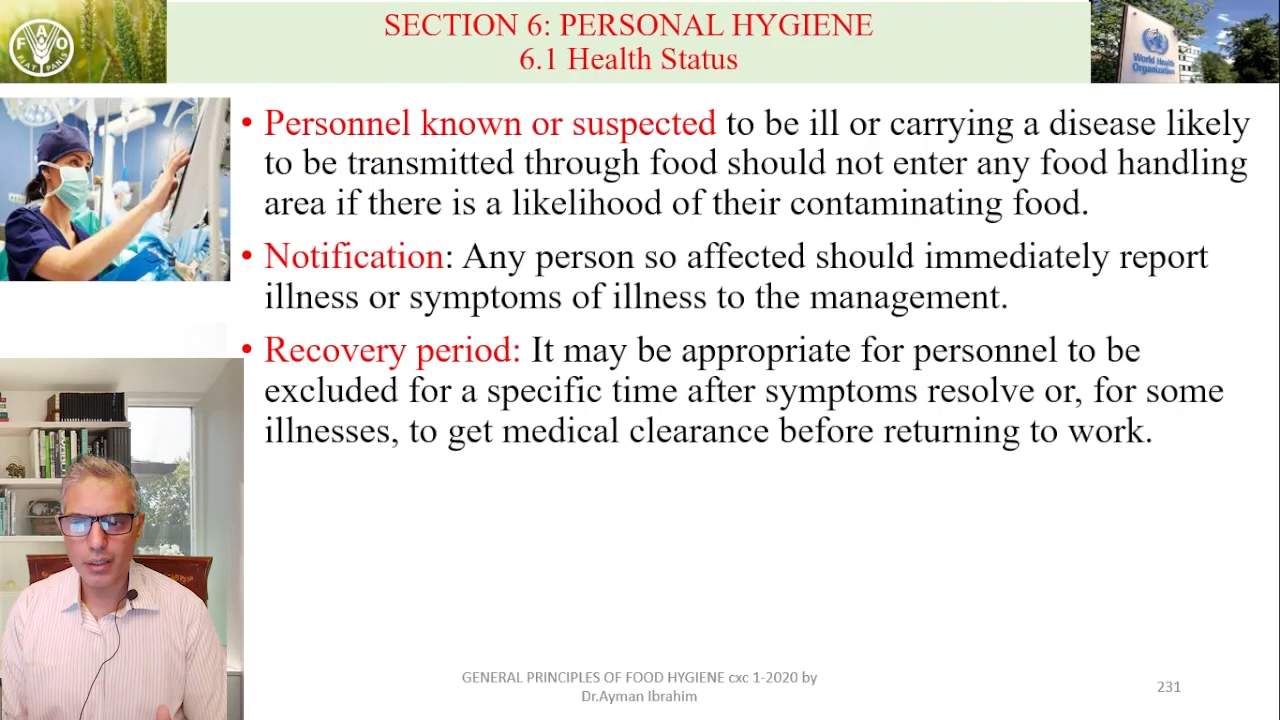 SECTION 6: PERSONAL HYGIENE
6.1 Health Status
FAO
FIAT PANIS
World Health
Organization
• Personnel known or suspected to be ill or carrying a disease likely
to be transmitted through food should not enter any food handling
area if there is a likelihood of their contaminating food.
• Notification: Any person so affected should immediately report
illness or symptoms of illness to the management.
• Recovery period: It may be appropriate for personnel to be
excluded for a specific time after symptoms resolve or, for some
illnesses, to get medical clearance before returning to work.
GENERAL PRINCIPLES OF FOOD HYGIENE cxc 1-2020 by
Dr.Ayman Ibrahim
231